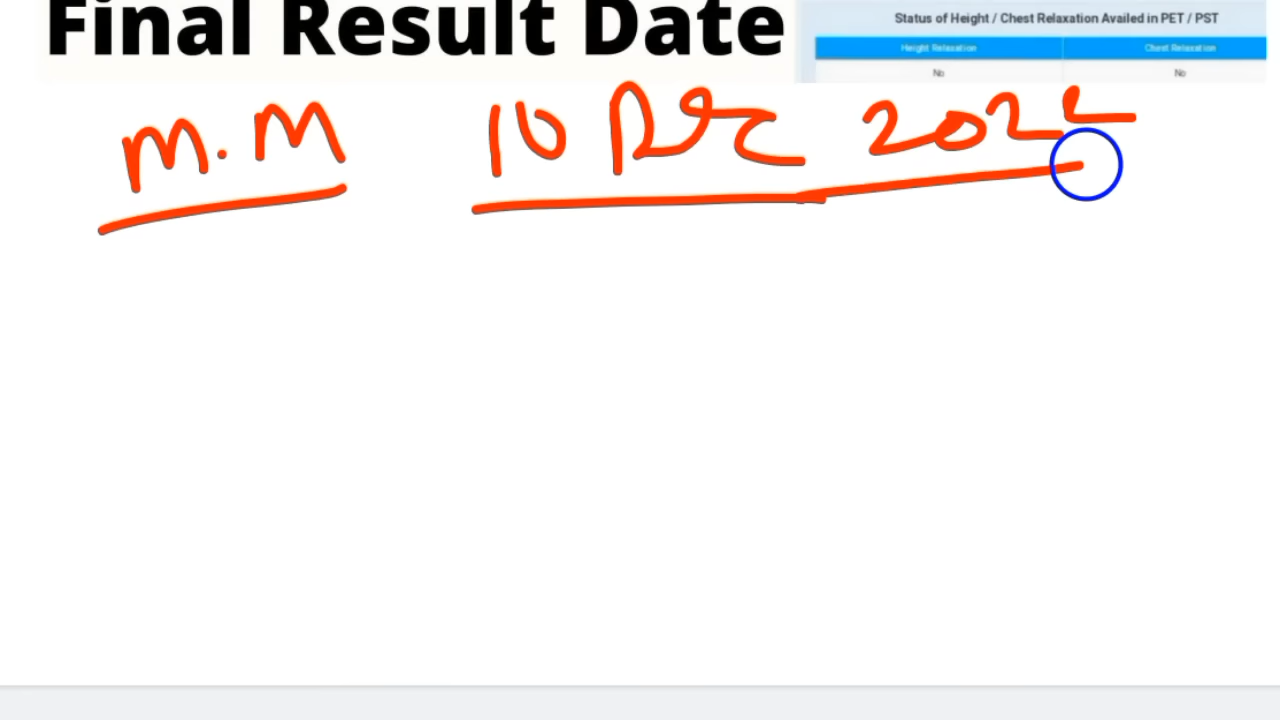 Final Result Date
Status of Height / Chest Relaxation Availed in PET / PST
Height Relaxation Chest Relaxation
No No
M.M 10 Dec 2022